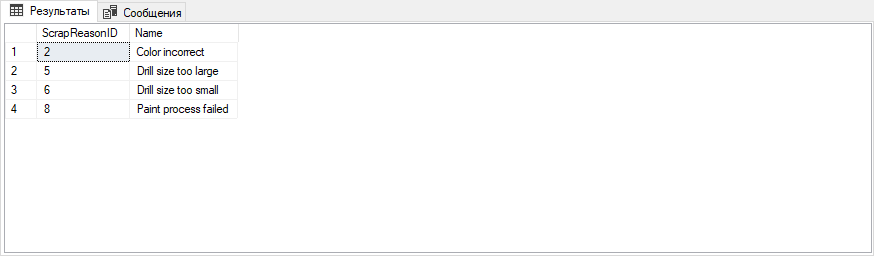 Результаты Сообщения
ScrapReasonID Name
1 2 Color incorrect
2 5 Drill size too large
3 6 Drill size too small
4 8 Paint process failed